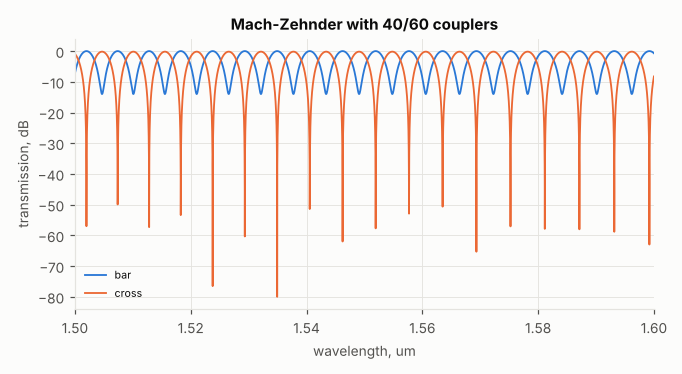 Mach-Zehnder with 40/60 couplers
transmission, dB
0
−10
−20
−30
−40
−50
−60
−70
−80
bar
cross
1.50 1.52 1.54 1.56 1.58 1.60
wavelength, um